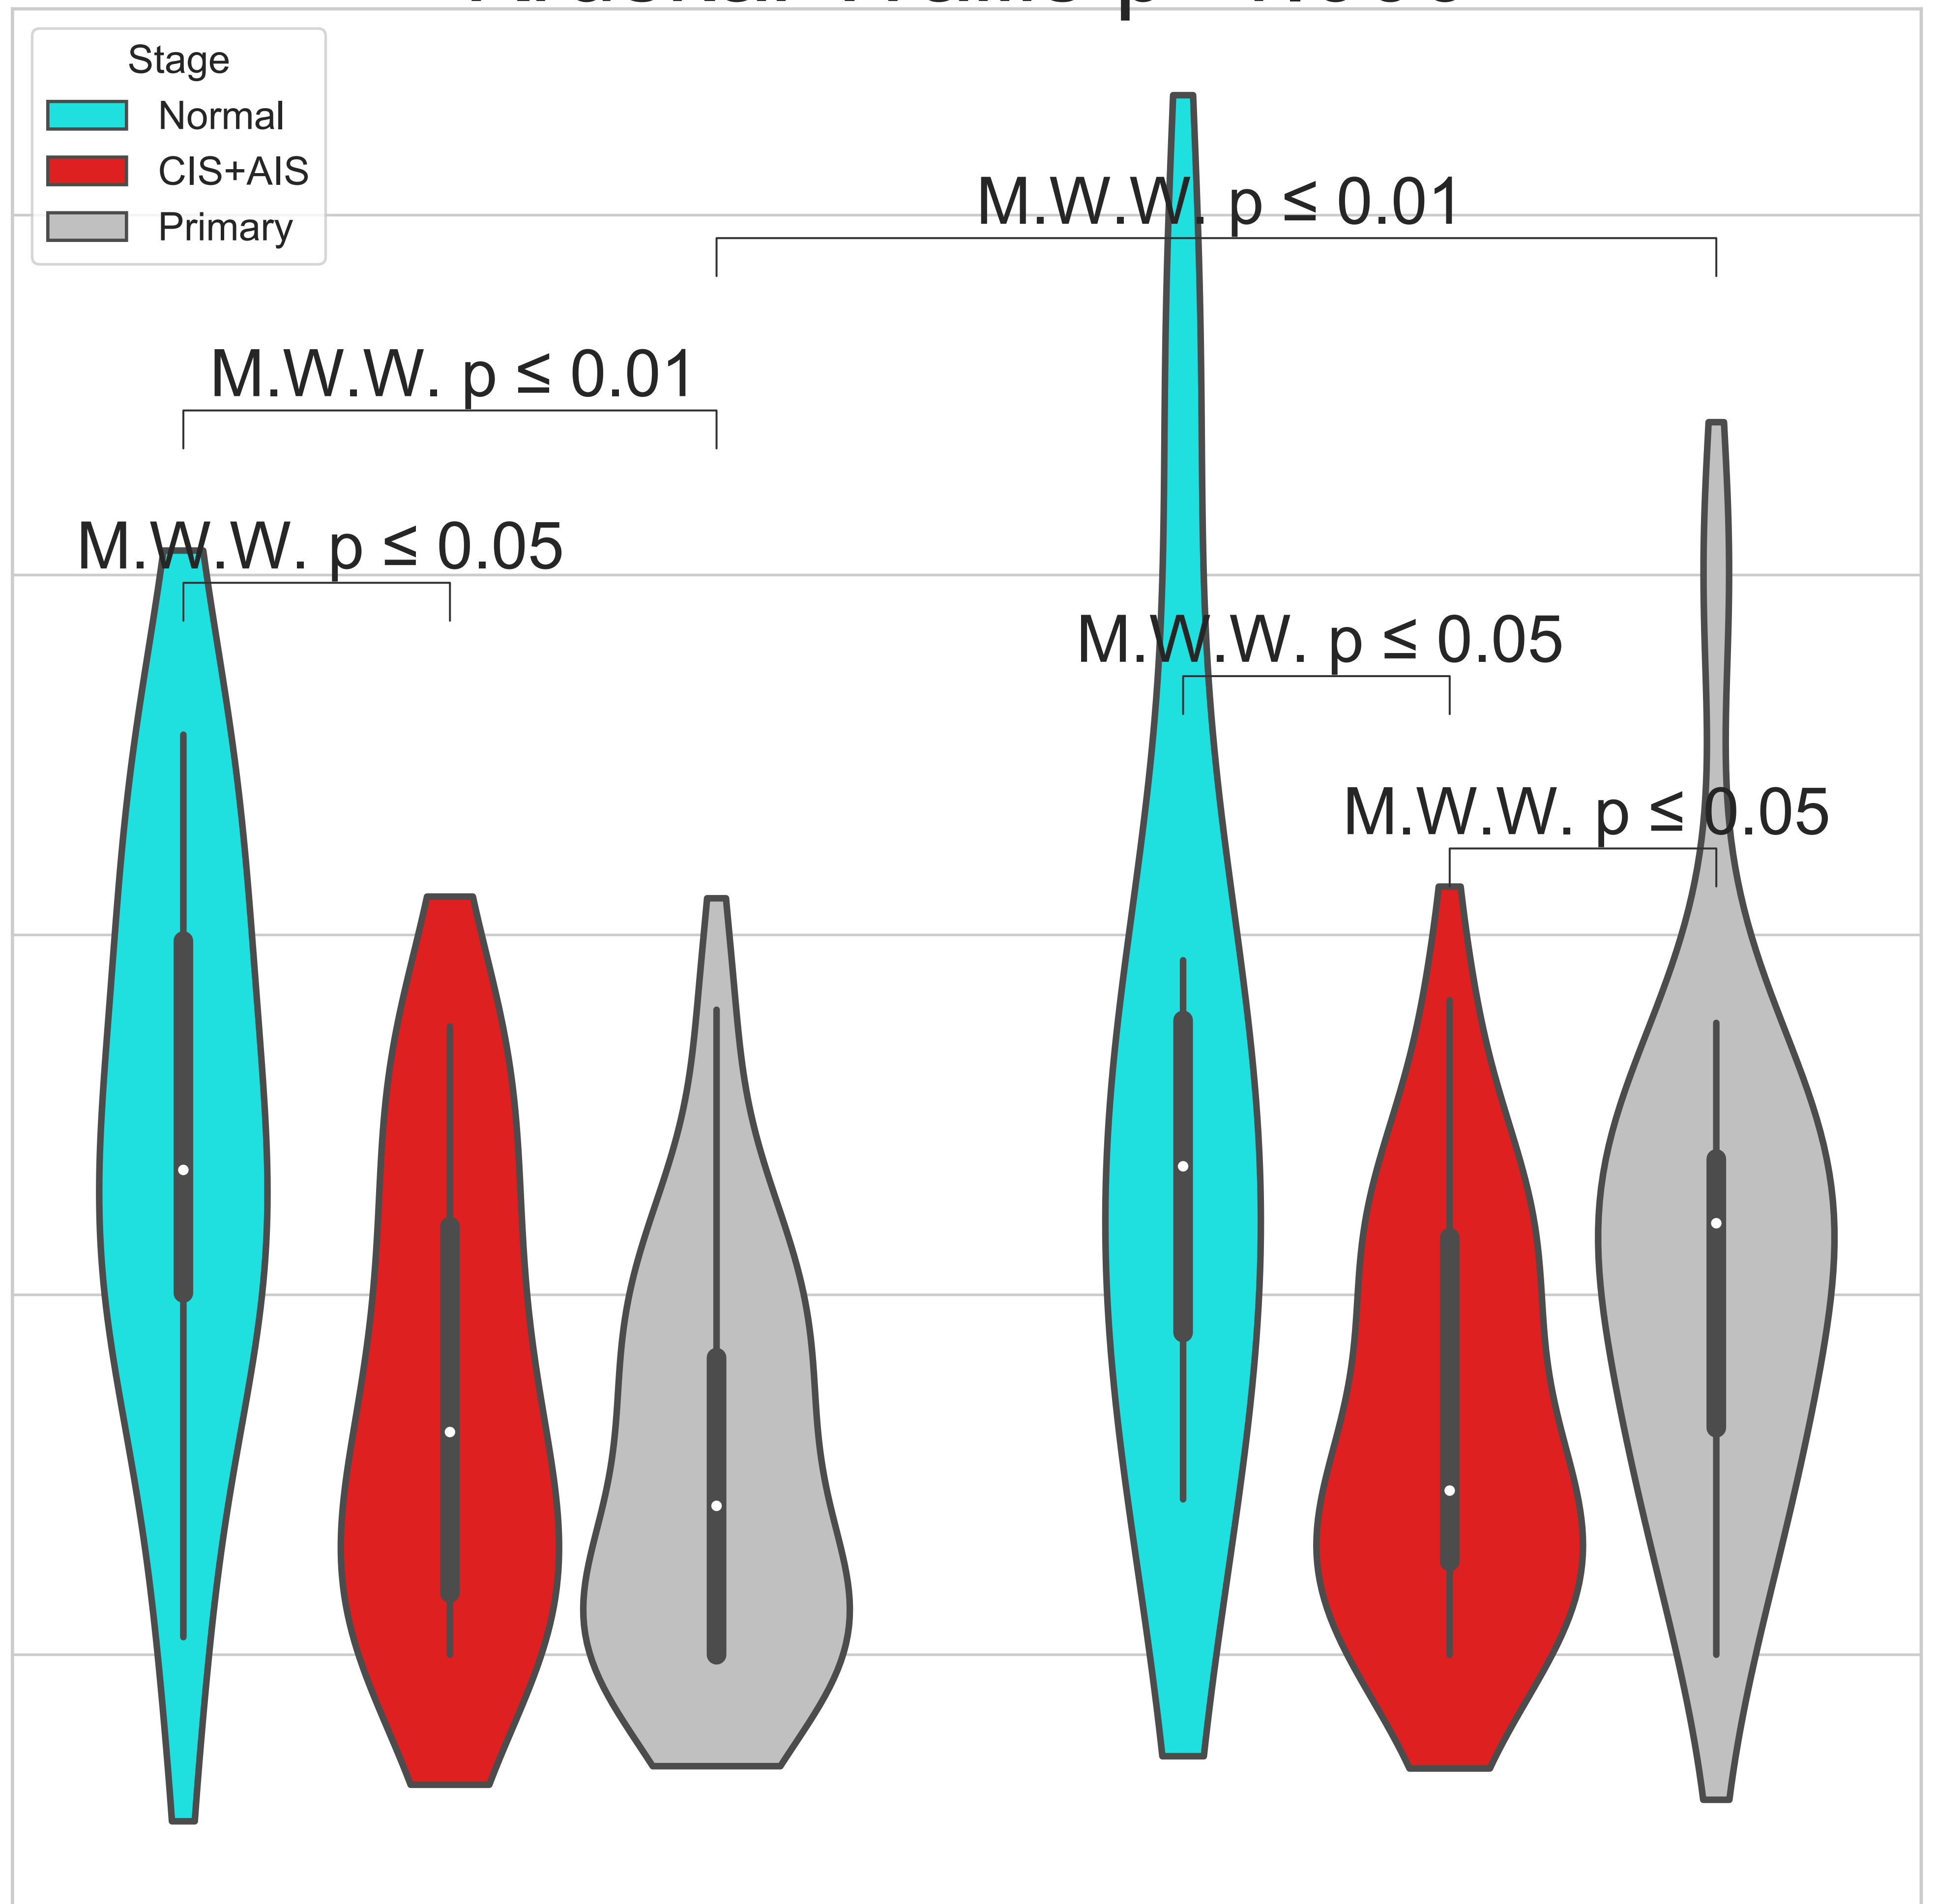 Stage
Normal
CIS+AIS
Primary
M.W.W. p ≤ 0.01
M.W.W. p ≤ 0.01
M.W.W. p ≤ 0.05
M.W.W. p ≤ 0.05
M.W.W. p ≤ 0.05